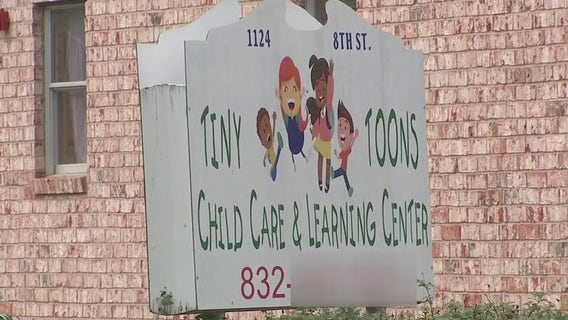 1124 8TH ST.
TINY TOONS
CHILD CARE & LEARNING CENTER
832-